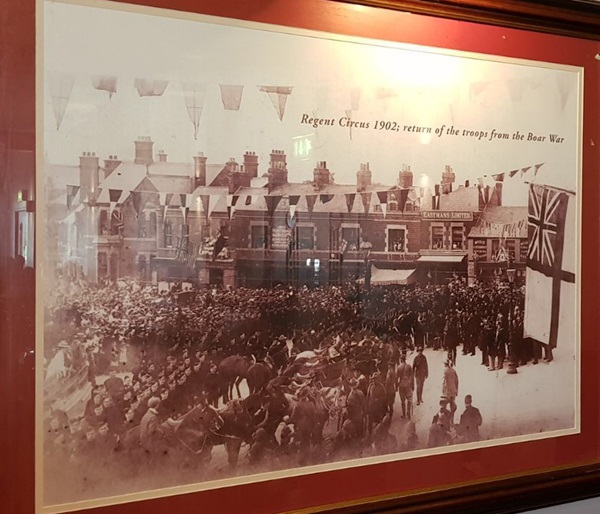 Regent Circus 1902; return of the troops from the Boar War
EASTMANS LIMITED